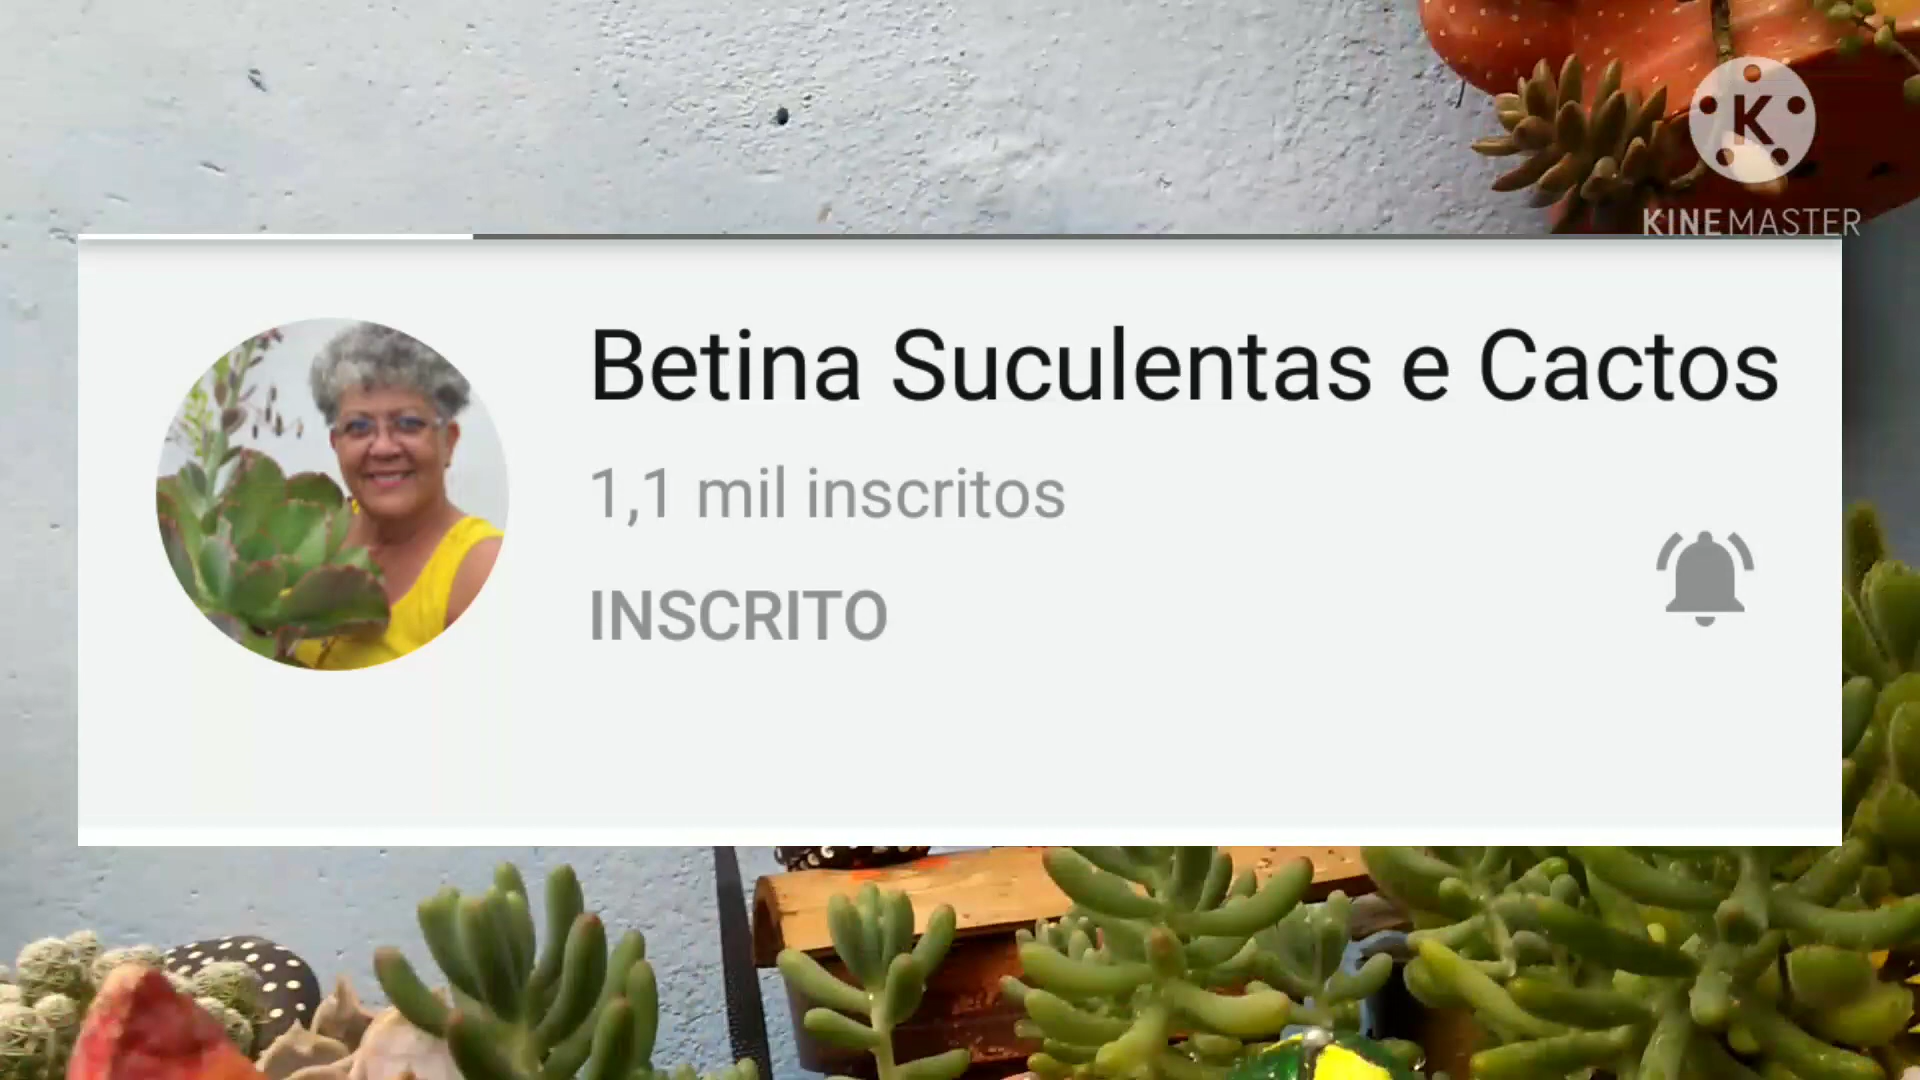 K
KINEMASTER
Betina Suculentas e Cactos
1,1 mil inscritos
INSCRITO